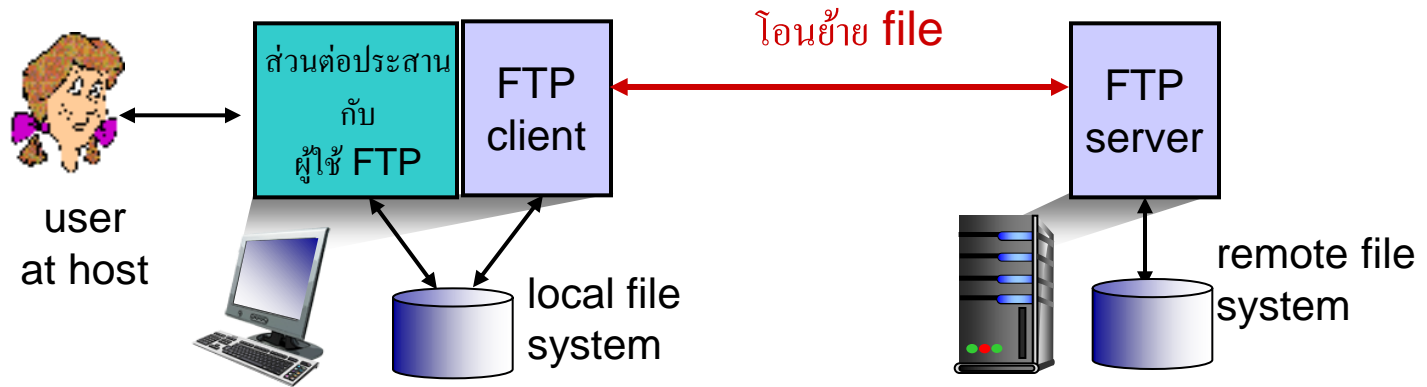 โอนย้าย file
ส่วนต่อประสาน
กับ
ผู้ใช้ FTP
FTP
client
FTP
server
user
at host
local file
system
remote file
system